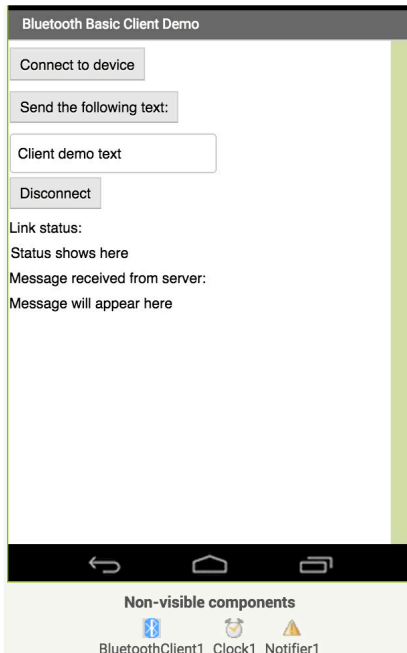 Bluetooth Basic Client Demo
Connect to device
Send the following text:
Client demo text
Disconnect
Link status:
Status shows here
Message received from server:
Message will appear here
Non-visible components
BluetoothClient1 Clock1 Notifier1